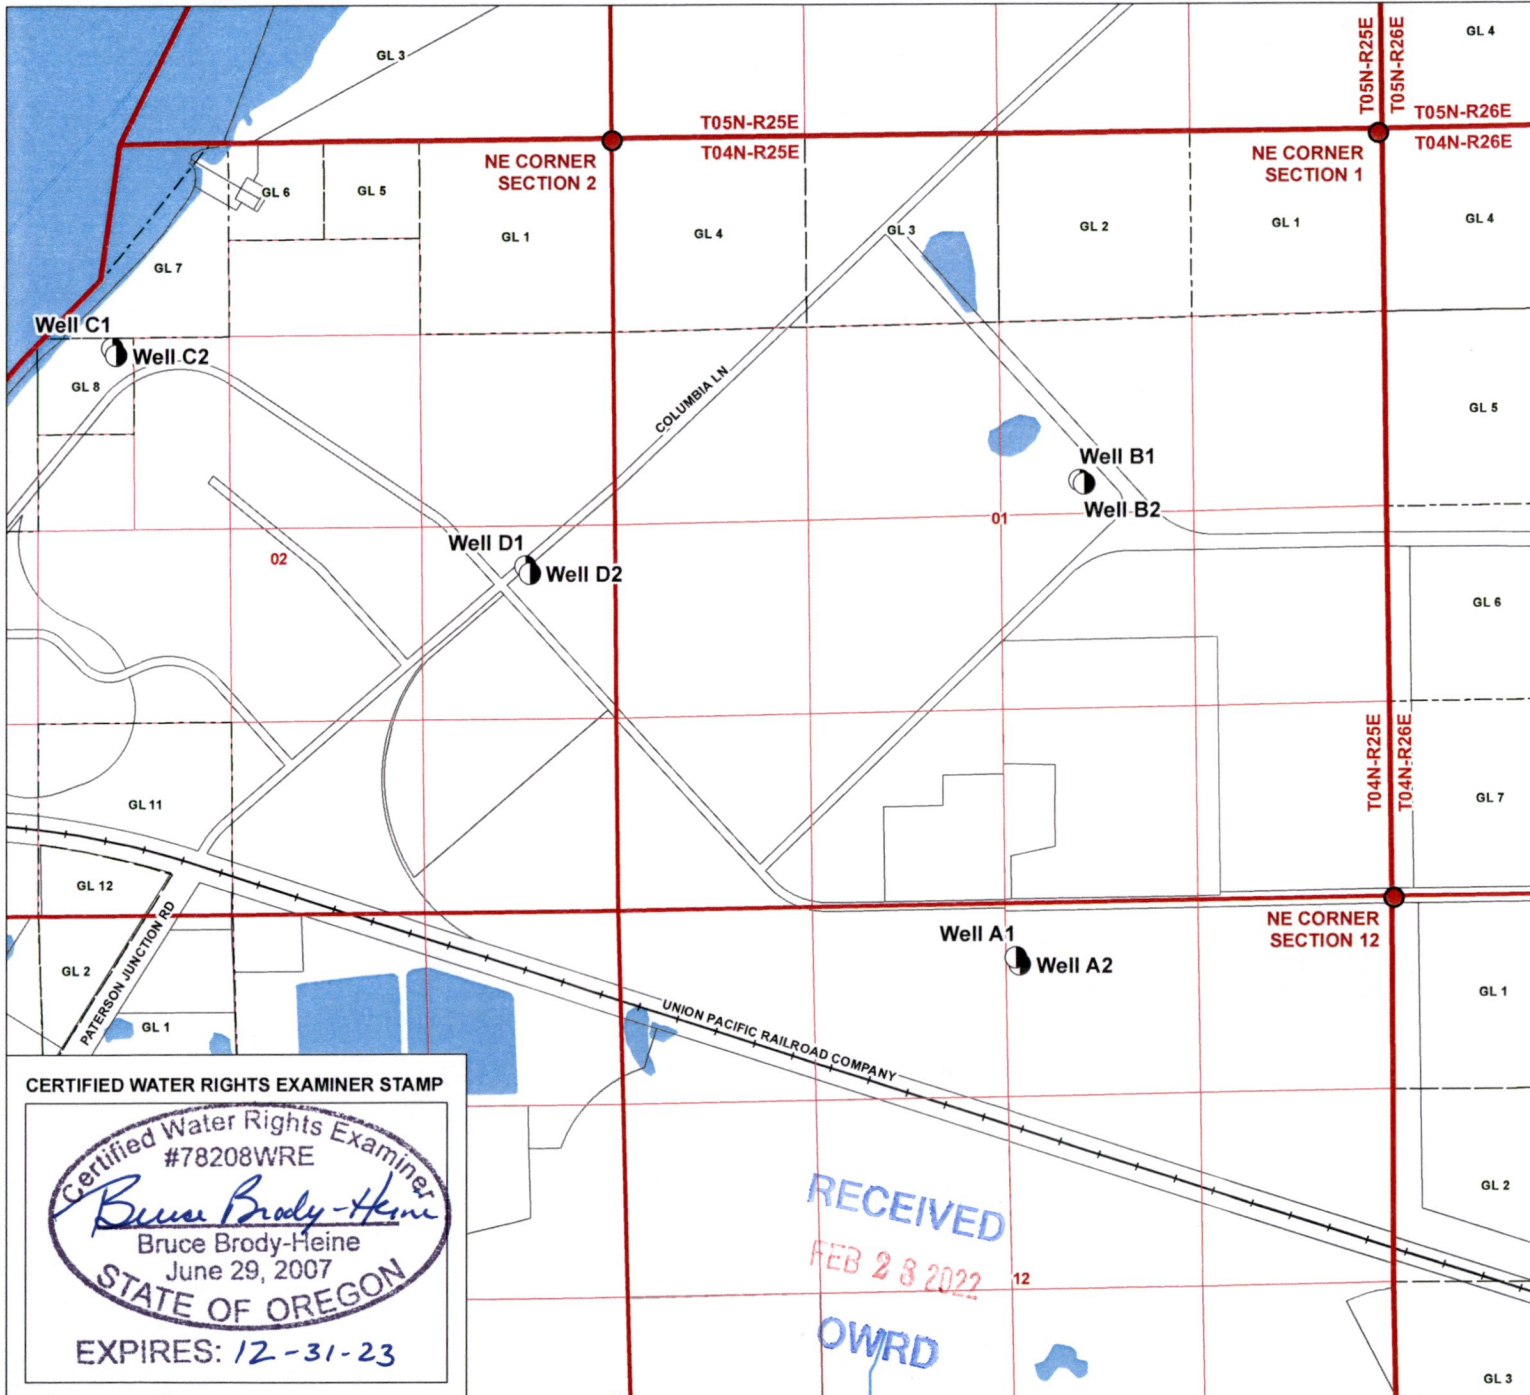 GL 3
T05N-R25E
T05N-R26E
GL 4
T05N-R25E
T04N-R25E
T05N-R26E
T04N-R26E
NE CORNER
SECTION 2
NE CORNER
SECTION 1
GL 6
GL 5
GL 1
GL 4
GL 3
GL 2
GL 1
GL 4
GL 7
Well C1
Well C2
GL 8
COLUMBIA LN
GL 5
Well B1
Well B2
01
02
Well D1
Well D2
GL 6
T04N-R25E
T04N-R26E
GL 7
GL 11
GL 12
PATERSON JUNCTION RD
NE CORNER
SECTION 12
Well A1
Well A2
GL 2
GL 1
GL 1
UNION PACIFIC RAILROAD COMPANY
GL 2
12
GL 3
CERTIFIED WATER RIGHTS EXAMINER STAMP
Certified Water Rights Examiner
#78208WRE
Bruce Brody-Heine
Bruce Brody-Heine
June 29, 2007
STATE OF OREGON
EXPIRES: 12-31-23
RECEIVED
FEB 28 2022
OWRD